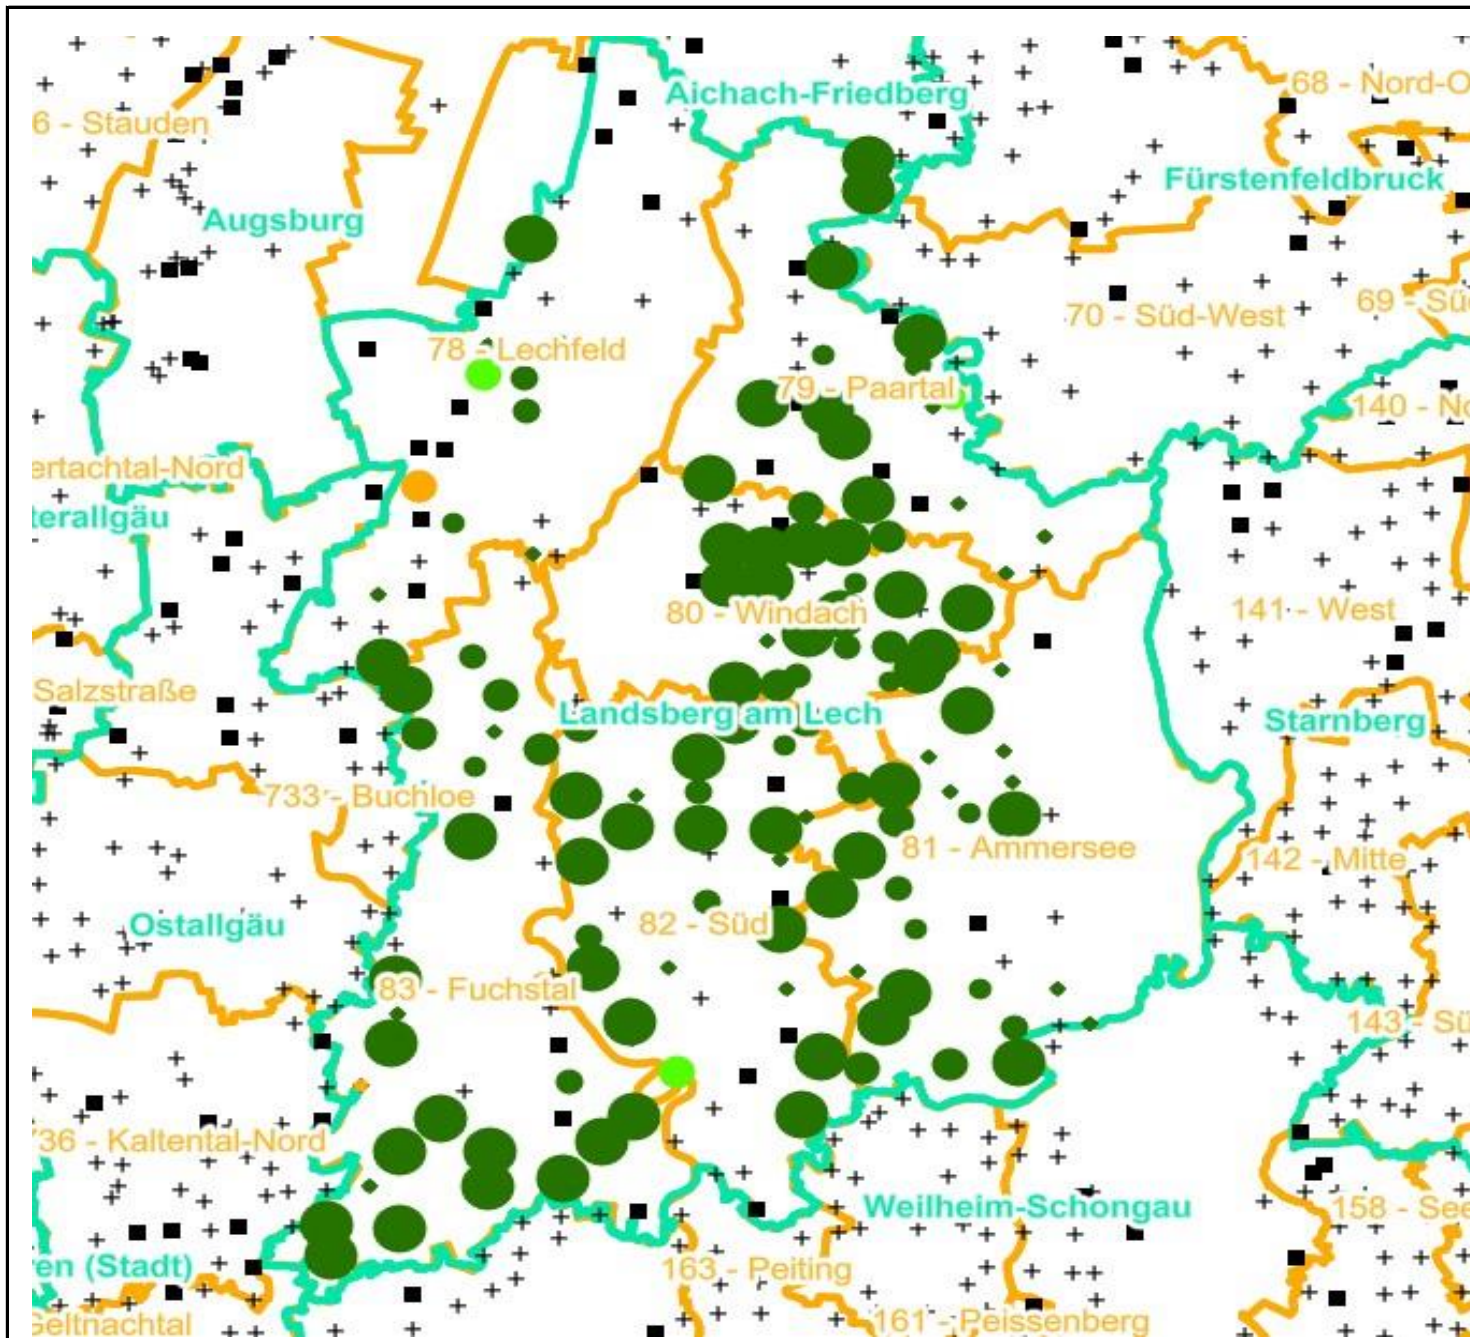 68 - Nord-O
Aichach-Friedberg
6 - Stauden
Fürstenfeldbruck
Augsburg
69 - Sü
70 - Süd-West
78 - Lechfeld
79 - Paartal
140 - No
ertachtal-Nord
terallgäu
141 - West
80 - Windach
Salzstraße
Landsberg am Lech
Starnberg
733 - Buchloe
81 - Ammersee
142 - Mitte
Ostallgäu
82 - Süd
83 - Fuchstal
143 - Sü
736 - Kaltental-Nord
Weilheim-Schongau
158 - See
en (Stadt)
163 - Peiting
Geltnachtal
161 - Peissenberg